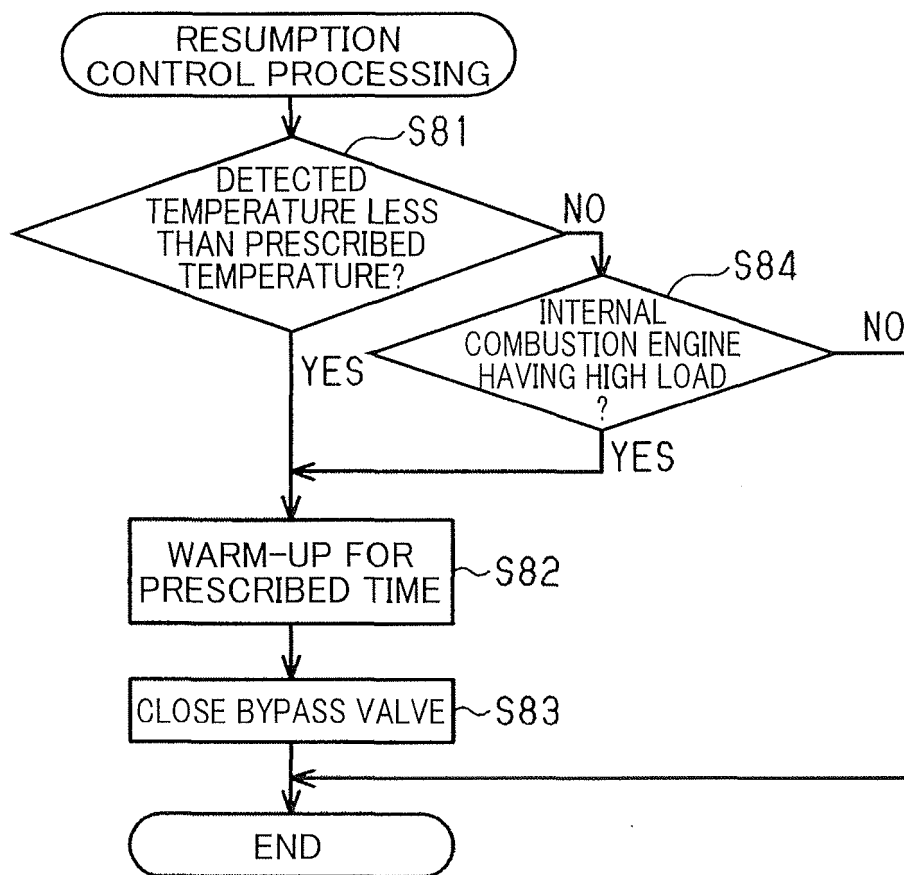 RESUMPTION
CONTROL PROCESSING
S81
DETECTED
TEMPERATURE LESS
THAN PRESCRIBED
TEMPERATURE?
NO
S84
INTERNAL
COMBUSTION ENGINE
HAVING HIGH LOAD
?
NO
YES
YES
WARM-UP FOR
PRESCRIBED TIME
S82
CLOSE BYPASS VALVE
S83
END